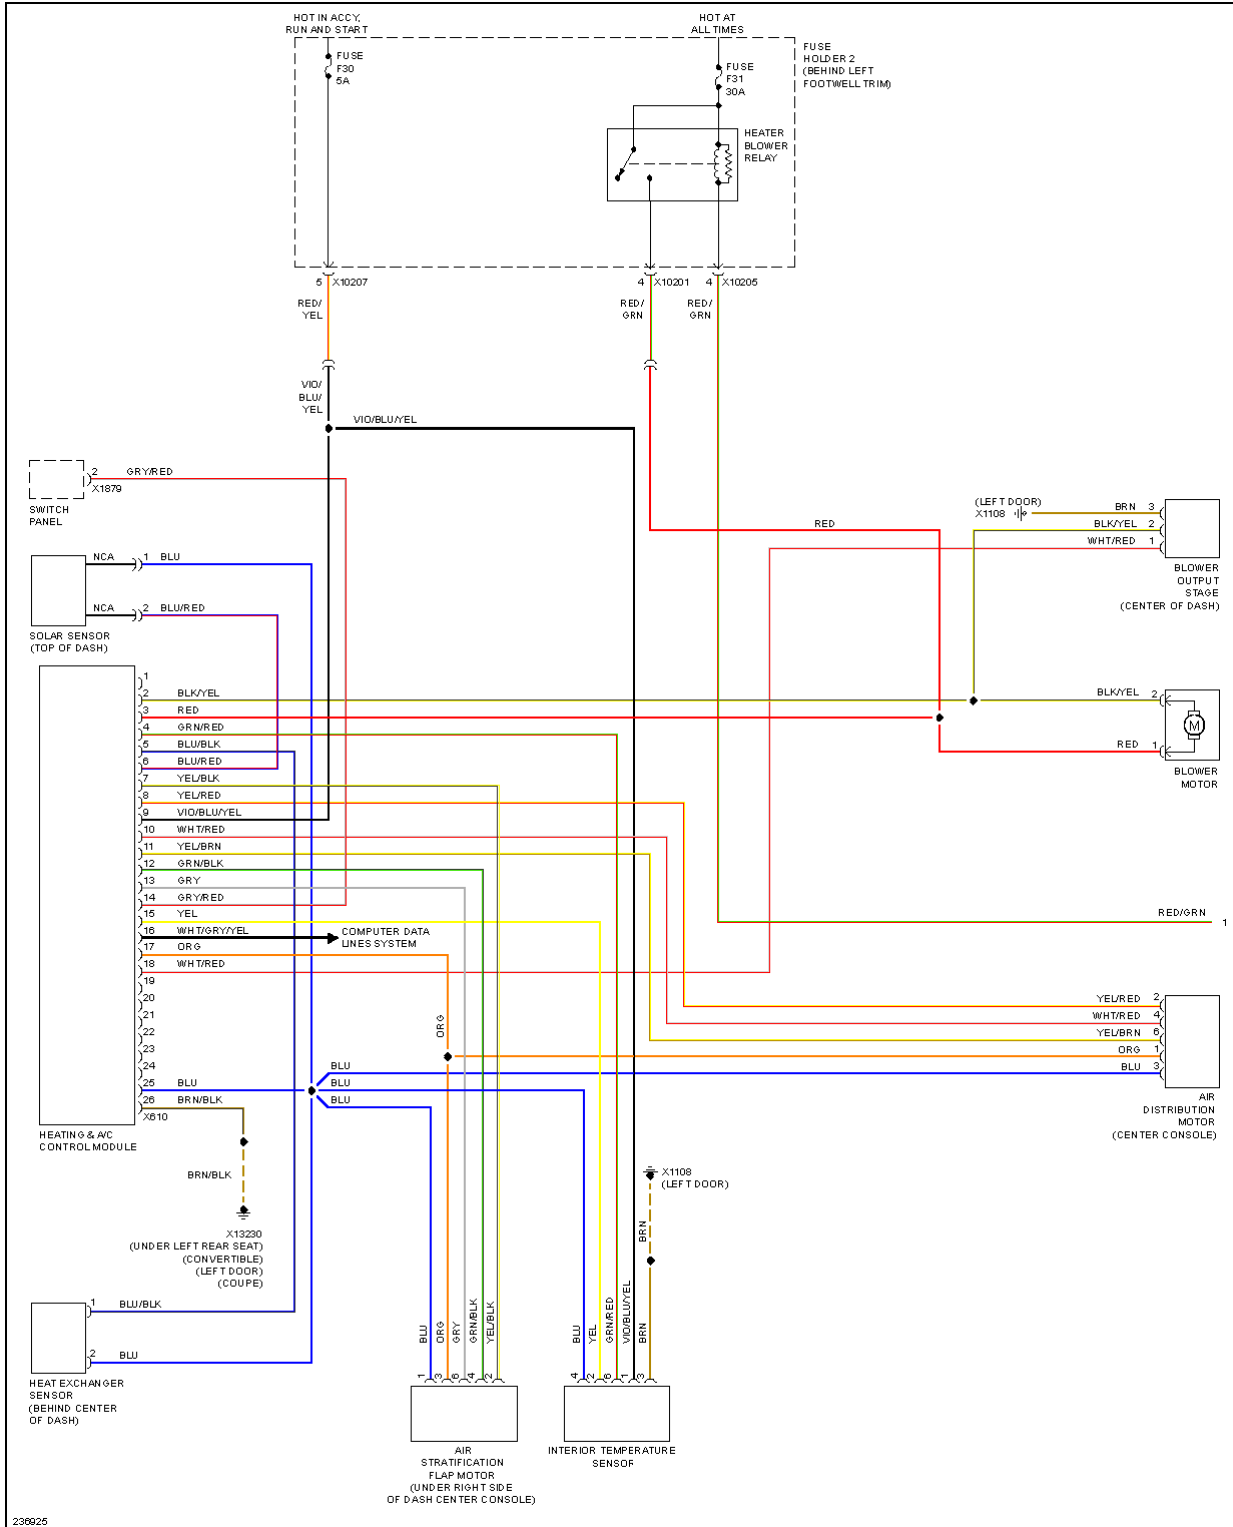 HOT IN ACCY,
RUN AND START
HOT AT
ALL TIMES
FUSE
F30
5A
FUSE
F31
30A
FUSE
HOLDER 2
(BEHIND LEFT
FOOTWELL TRIM)
HEATER
BLOWER
RELAY
5 X10207
4 X10201
4 X10205
RED/
YEL
RED/
GRN
RED/
GRN
VIO/
BLU/
YEL
VIO/BLU/YEL
2 GRY/RED
X1879
SWITCH
PANEL
(LEFT DOOR)
X1108
BRN 3
BLK/YEL 2
WHT/RED 1
RED
BLOWER
OUTPUT
STAGE
(CENTER OF DASH)
NCA 1 BLU
NCA 2 BLU/RED
SOLAR SENSOR
(TOP OF DASH)
1
2 BLK/YEL
3 RED
4 GRN/RED
5 BLU/BLK
6 BLU/RED
7 YEL/BLK
8 YEL/RED
9 VIO/BLU/YEL
10 WHT/RED
11 YEL/BRN
12 GRN/BLK
13 GRY
14 GRY/RED
15 YEL
16 WHT/GRY/YEL
17 ORG
18 WHT/RED
19
20
21
22
23
24
25 BLU
26 BRN/BLK
X610
HEATING & A/C
CONTROL MODULE
COMPUTER DATA
LINES SYSTEM
BLK/YEL 2
M
RED 1
BLOWER
MOTOR
RED/GRN 1
YEL/RED 2
WHT/RED 4
YEL/BRN 6
ORG 1
BLU 3
AIR
DISTRIBUTION
MOTOR
(CENTER CONSOLE)
ORG
BLU
BLU
BLU
BRN/BLK
X13230
(UNDER LEFT REAR SEAT)
(CONVERTIBLE)
(LEFT DOOR)
(COUPE)
X1108
(LEFT DOOR)
BRN
1 BLU/BLK
2 BLU
HEAT EXCHANGER
SENSOR
(BEHIND CENTER
OF DASH)
BLU 1
ORG 3
GRY 6
GRN/BLK 4
YEL/BLK 2
AIR
STRATIFICATION
FLAP MOTOR
(UNDER RIGHT SIDE
OF DASH CENTER CONSOLE)
BLU 4
YEL 2
GRN/RED 6
VIO/BLU/YEL 1
BRN 3
INTERIOR TEMPERATURE
SENSOR
236925